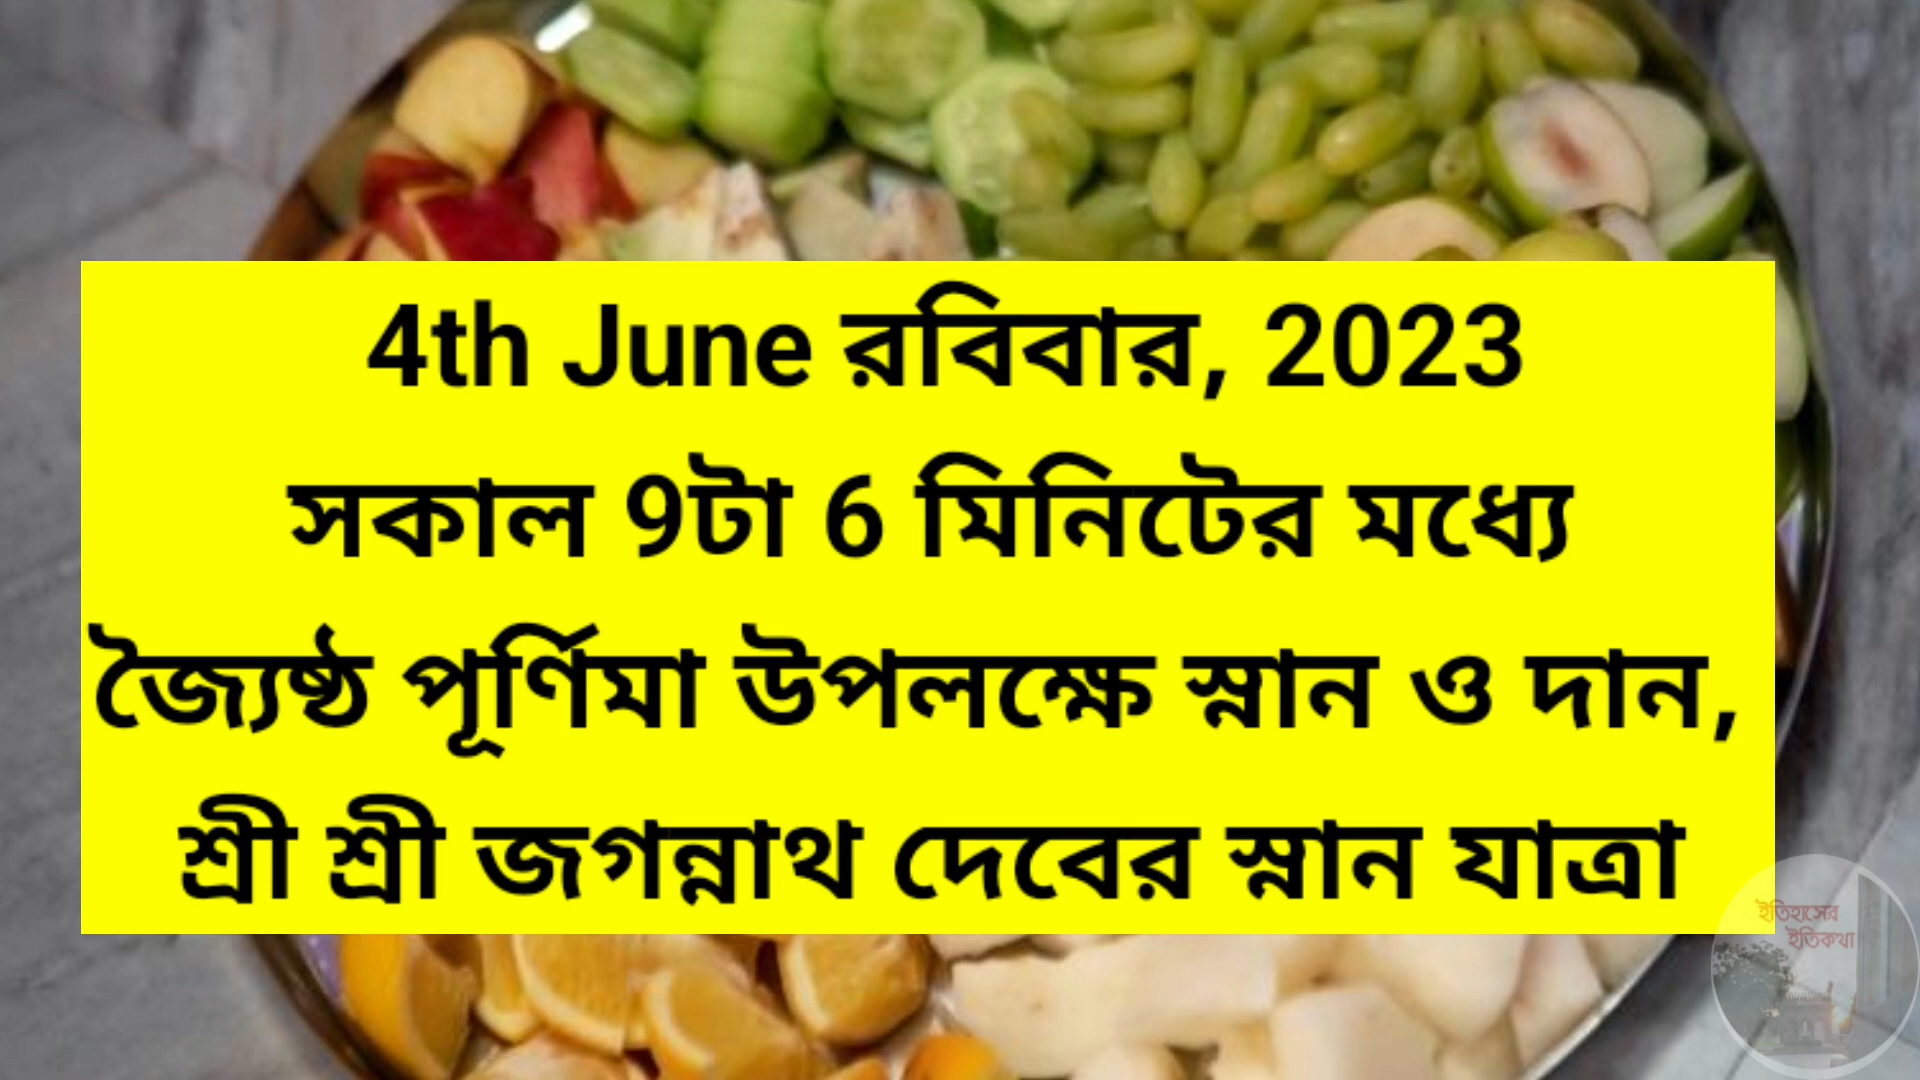 4th June রবিবার, 2023
সকাল 9টা 6 মিনিটের মধ্যে
জ্যৈষ্ঠ পূর্ণিমা উপলক্ষে স্নান ও দান,
শ্রী শ্রী জগন্নাথ দেবের স্নান যাত্রা
ইতিহাসের
ইতিকথা